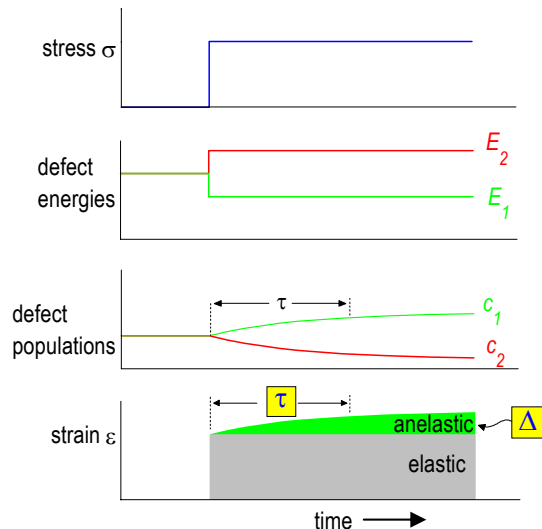 stress σ
E₂
defect
energies
E₁
τ
c₁
defect
populations
c₂
τ
anelastic
Δ
strain ε
elastic
time